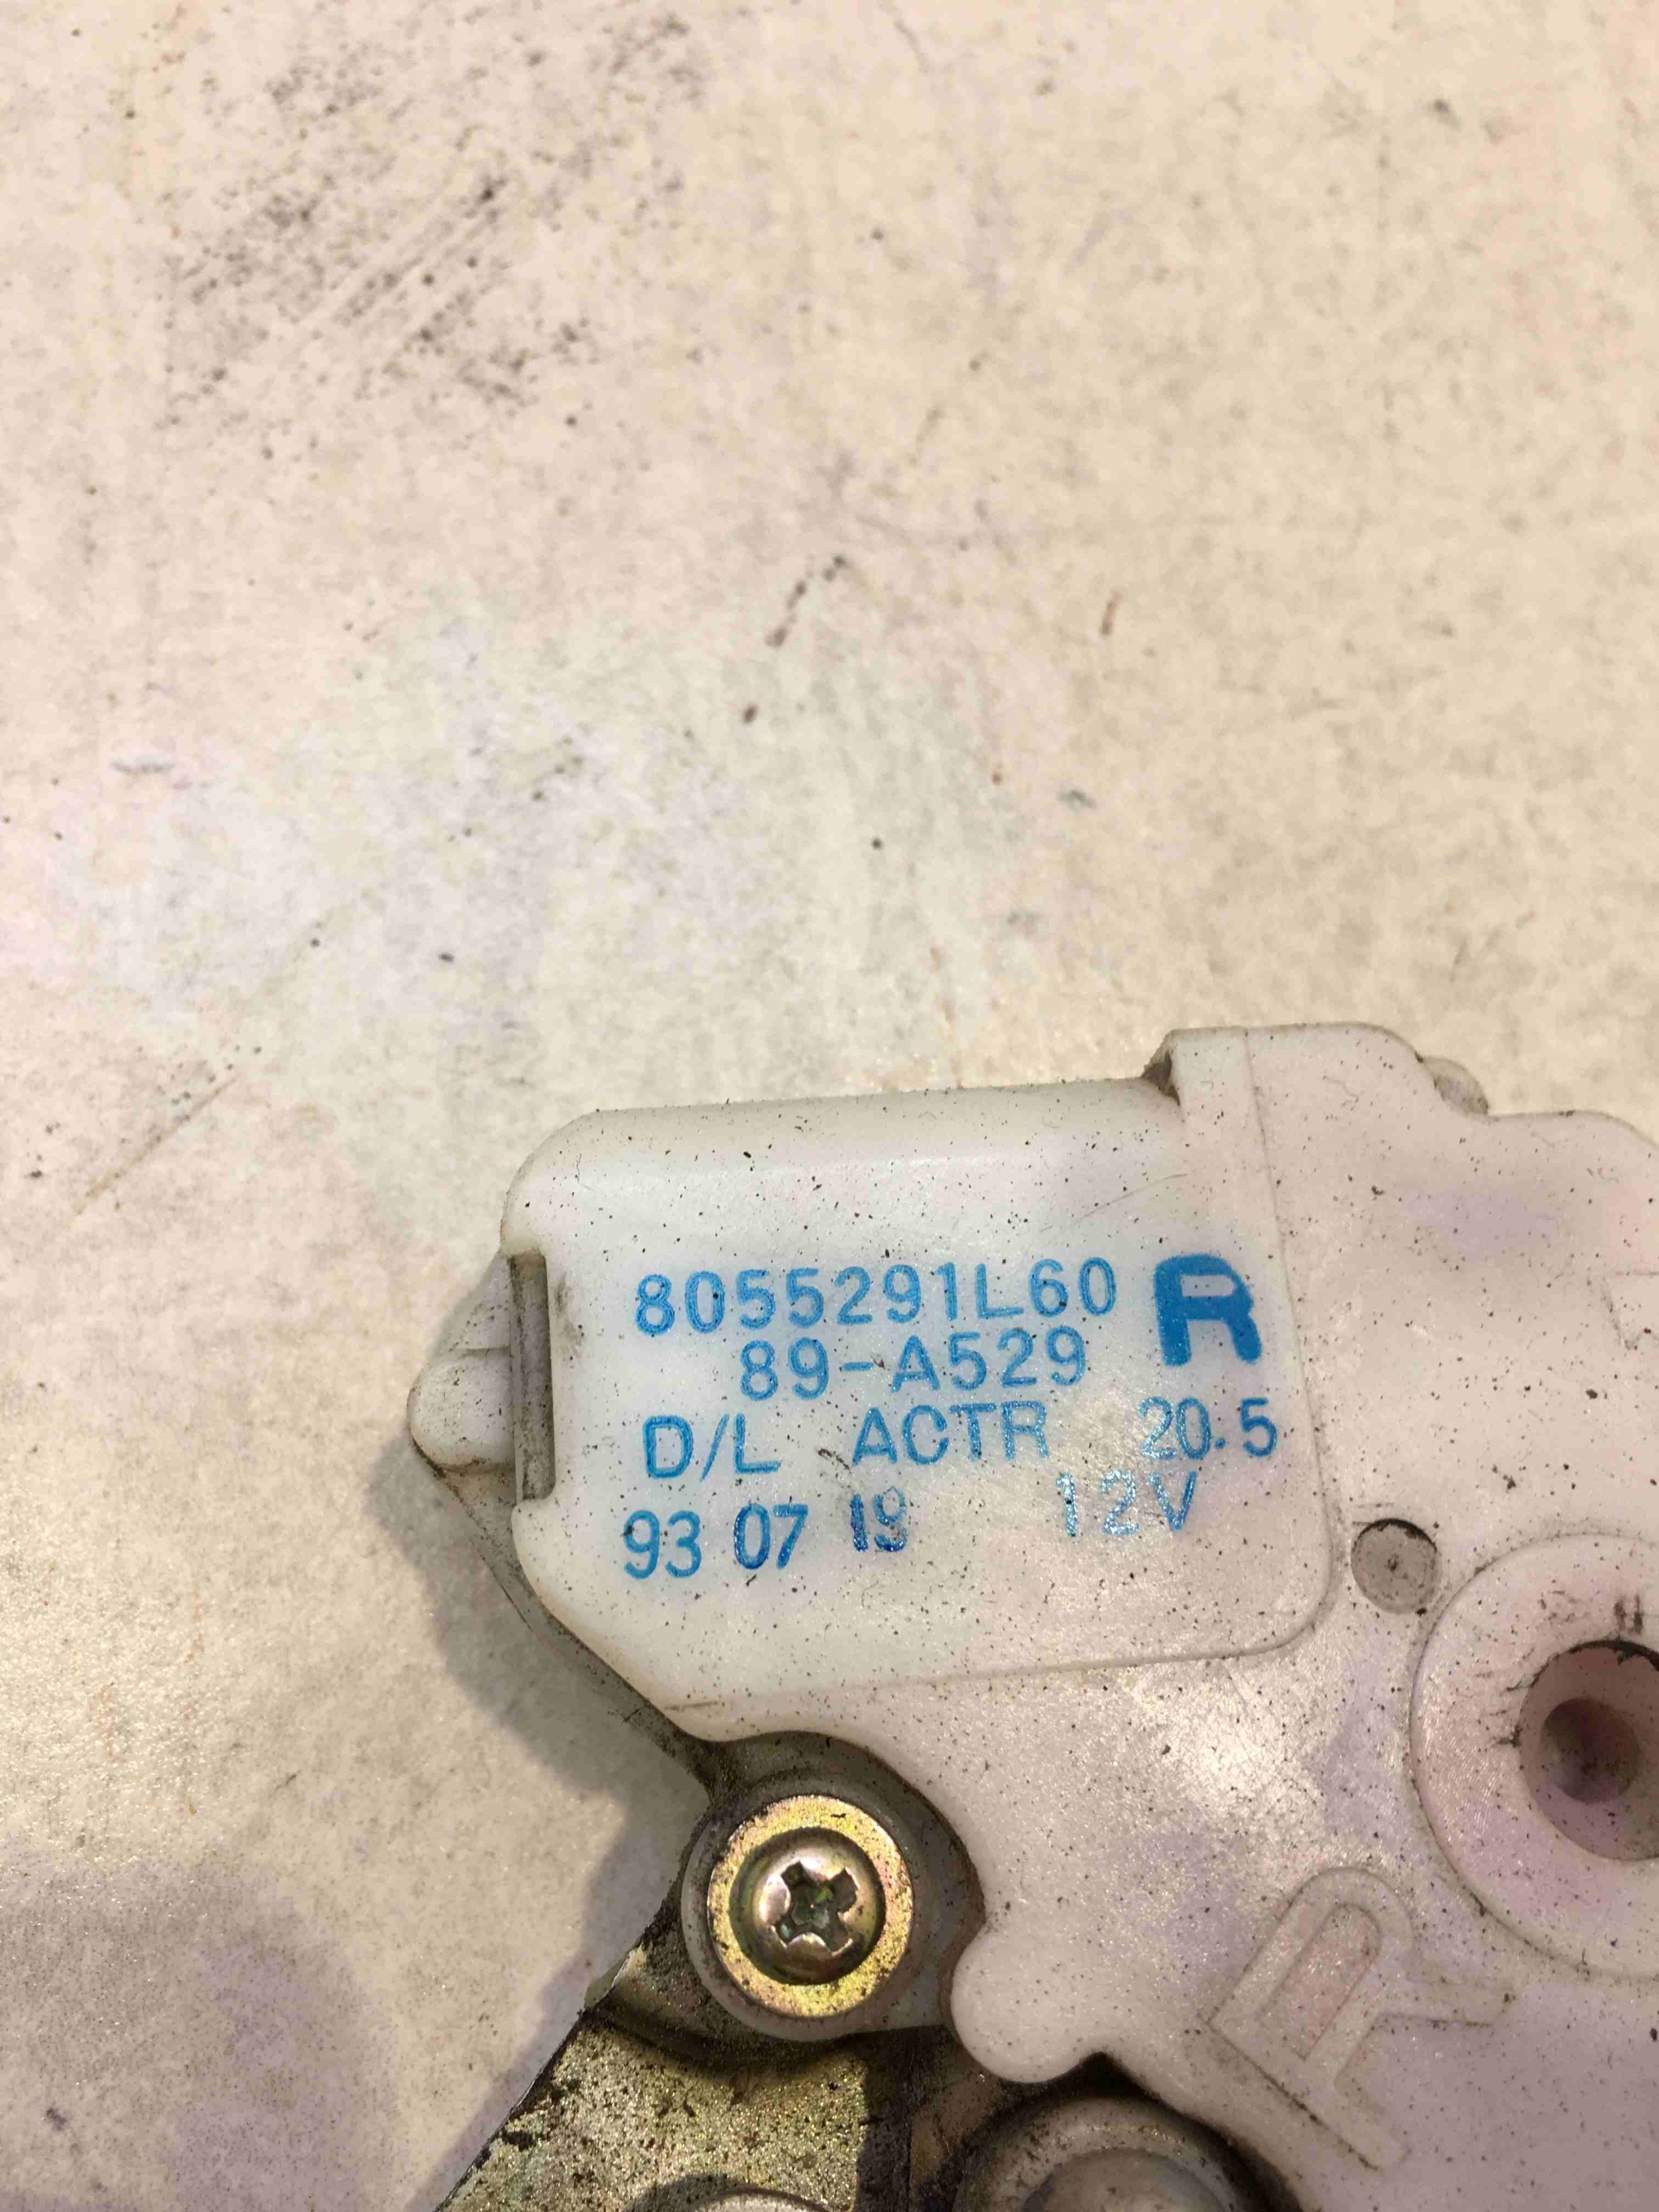 8055291L60 R
89-A529
D/L ACTR 20.5
93 07 19 12V
R